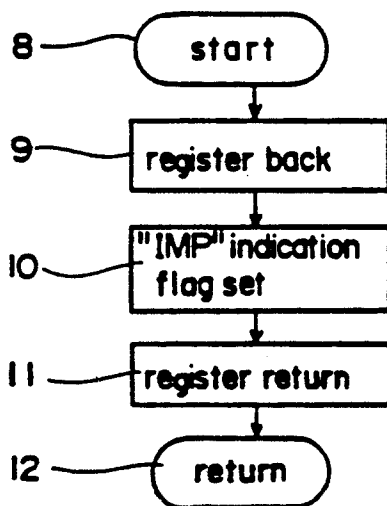 8 start
9 register back
10 "IMP" indication
flag set
11 register return
12 return